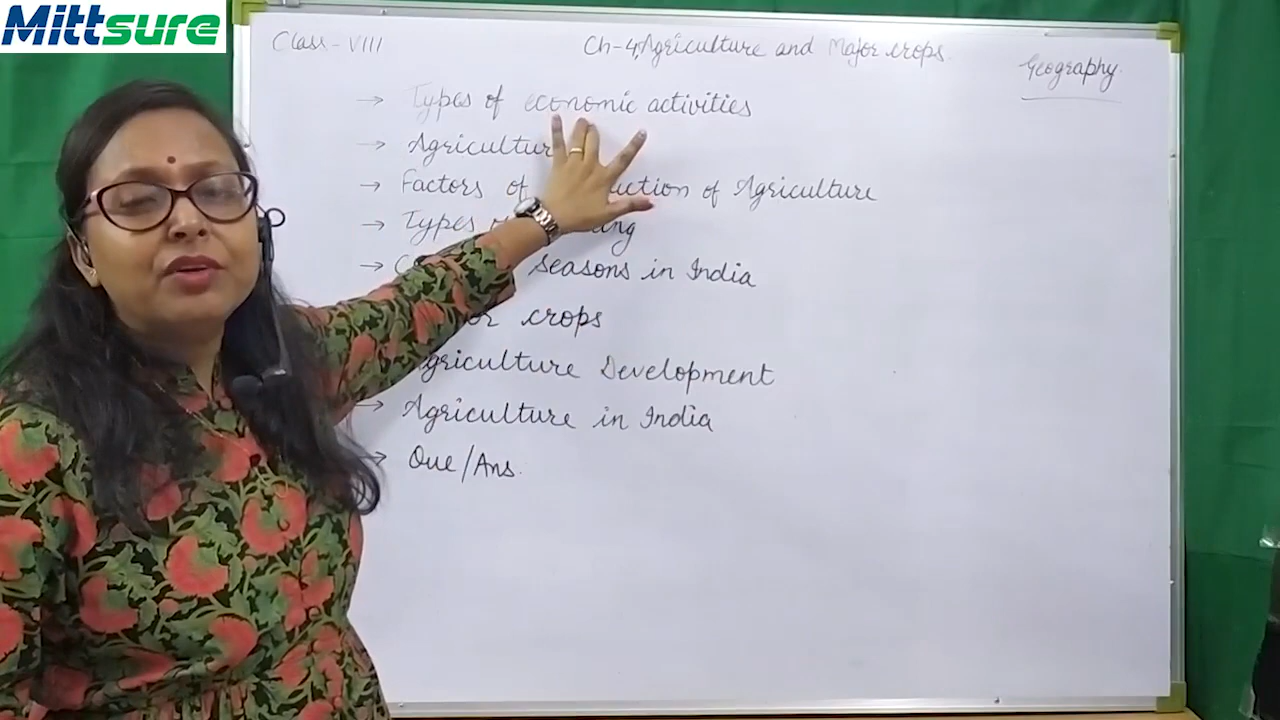 Mittsure
Class-VIII
Ch-4, Agriculture and Major crops.
Geography.
→ Types of economic activities
→ Agricultur
→ Factors of uction of Agriculture
→ Types ing
→ C seasons in India
or crops
griculture Development
→ Agriculture in India
→ Que/Ans.